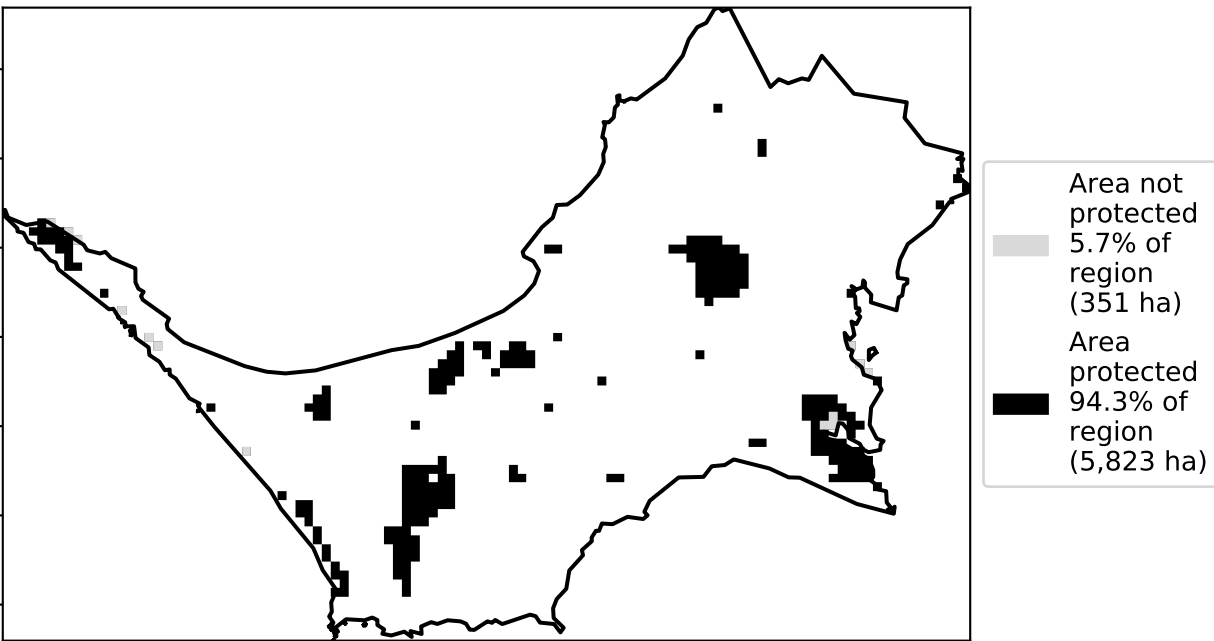 Area not
protected
5.7% of
region
(351 ha)
Area
protected
94.3% of
region
(5,823 ha)